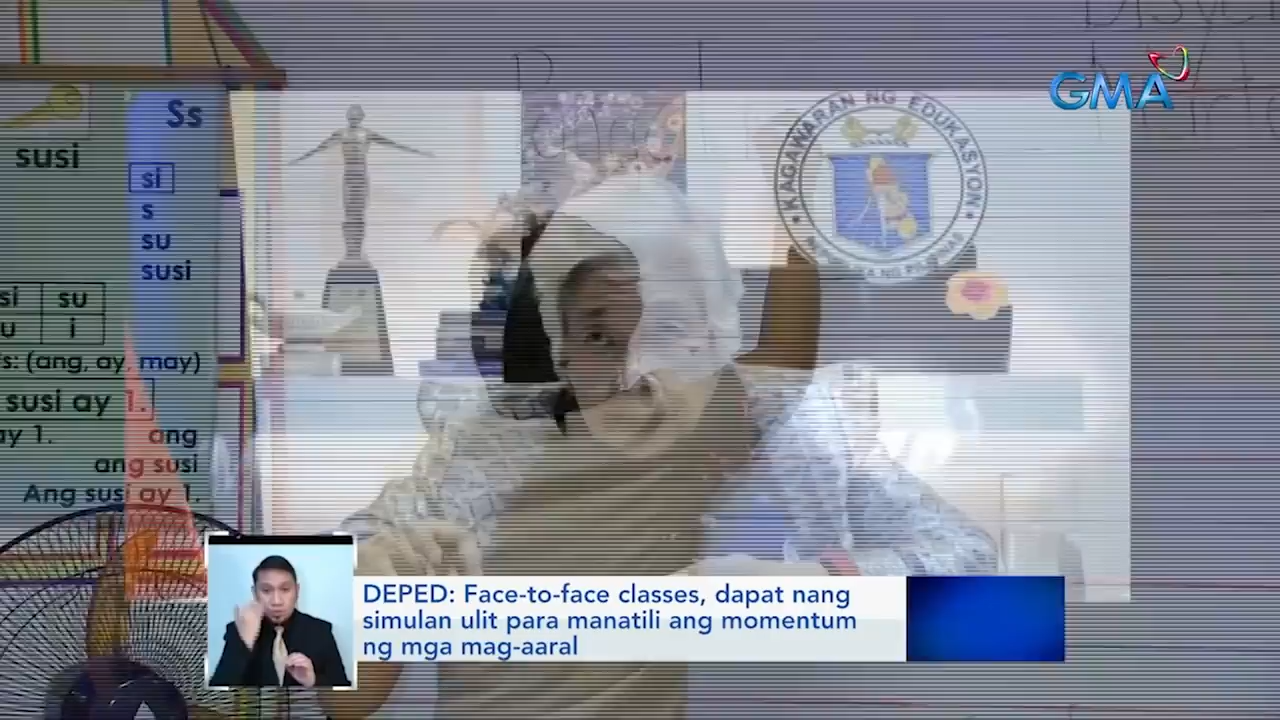 GMA
Ss
susi
si
s
su
susi
si su
u i
s: (ang, ay, may)
susi ay 1.
ay 1. ang
ang susi
Ang susi ay 1.
KAGAWARAN NG EDUKASYON
DEPED: Face-to-face classes, dapat nang
simulan ulit para manatili ang momentum
ng mga mag-aaral